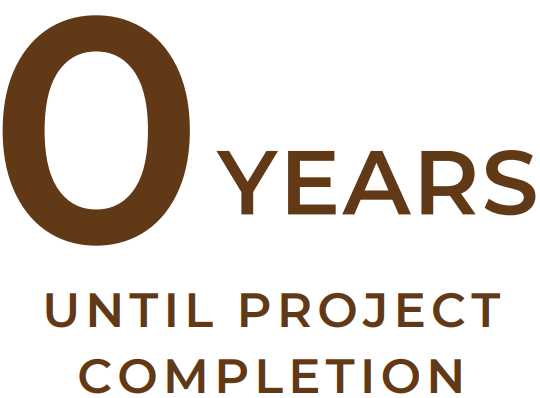 0 YEARS
UNTIL PROJECT
COMPLETION